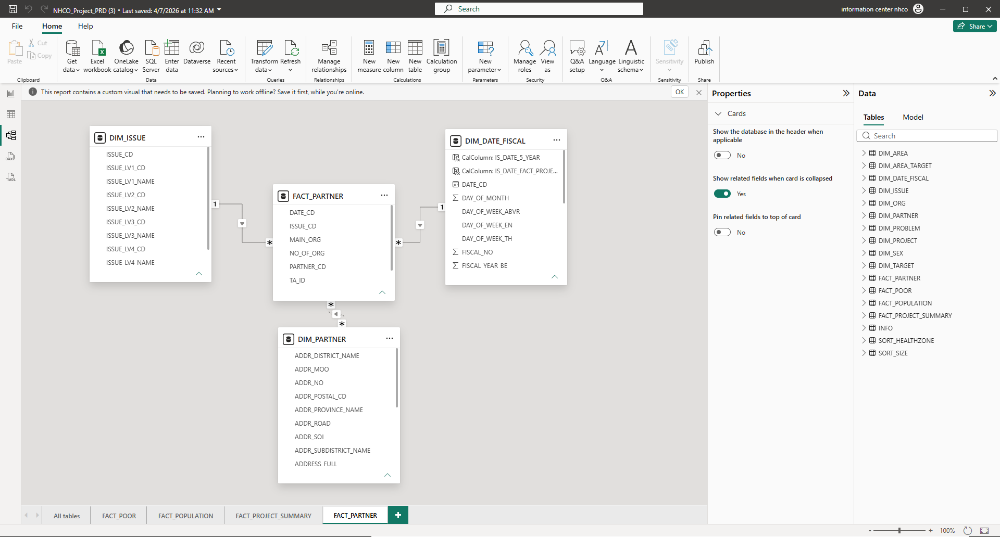 NHCO_Project_PRD (3) • Last saved: 4/7/2026 at 11:32 AM
Search
information center nhco
File
Home
Help
Share
Paste
Cut
Copy
Clipboard
Get data
Excel workbook
OneLake catalog
SQL Server
Enter data
Dataverse
Recent sources
Data
Transform data
Refresh
Queries
Manage relationships
Relationships
New measure
New column
New table
Calculation group
Calculations
New parameter
Parameters
Manage roles
View as
Security
Q&A setup
Language
Linguistic schema
Q&A
Sensitivity
Sensitivity
Publish
Share
This report contains a custom visual that needs to be saved. Planning to work offline? Save it first, while you're online.
OK
DAX
TMDL
DIM_ISSUE
ISSUE_CD
ISSUE_LV1_CD
ISSUE_LV1_NAME
ISSUE_LV2_CD
ISSUE_LV2_NAME
ISSUE_LV3_CD
ISSUE_LV3_NAME
ISSUE_LV4_CD
ISSUE_LV4_NAME
1
*
FACT_PARTNER
DATE_CD
ISSUE_CD
MAIN_ORG
NO_OF_ORG
PARTNER_CD
TA_ID
*
1
DIM_DATE_FISCAL
CalColumn: IS_DATE_5_YEAR
CalColumn: IS_DATE_FACT_PROJE...
DATE_CD
DAY_OF_MONTH
DAY_OF_WEEK_ABVR
DAY_OF_WEEK_EN
DAY_OF_WEEK_TH
FISCAL_NO
FISCAL_YEAR_BE
*
*
DIM_PARTNER
ADDR_DISTRICT_NAME
ADDR_MOO
ADDR_NO
ADDR_POSTAL_CD
ADDR_PROVINCE_NAME
ADDR_ROAD
ADDR_SOI
ADDR_SUBDISTRICT_NAME
ADDRESS_FULL
Properties
Cards
Show the database in the header when
applicable
No
Show related fields when card is collapsed
Yes
Pin related fields to top of card
No
Data
Tables
Model
Search
DIM_AREA
DIM_AREA_TARGET
DIM_DATE_FISCAL
DIM_ISSUE
DIM_ORG
DIM_PARTNER
DIM_PROBLEM
DIM_PROJECT
DIM_SEX
DIM_TARGET
FACT_PARTNER
FACT_POOR
FACT_POPULATION
FACT_PROJECT_SUMMARY
INFO
SORT_HEALTHZONE
SORT_SIZE
All tables
FACT_POOR
FACT_POPULATION
FACT_PROJECT_SUMMARY
FACT_PARTNER
+
- + 100%